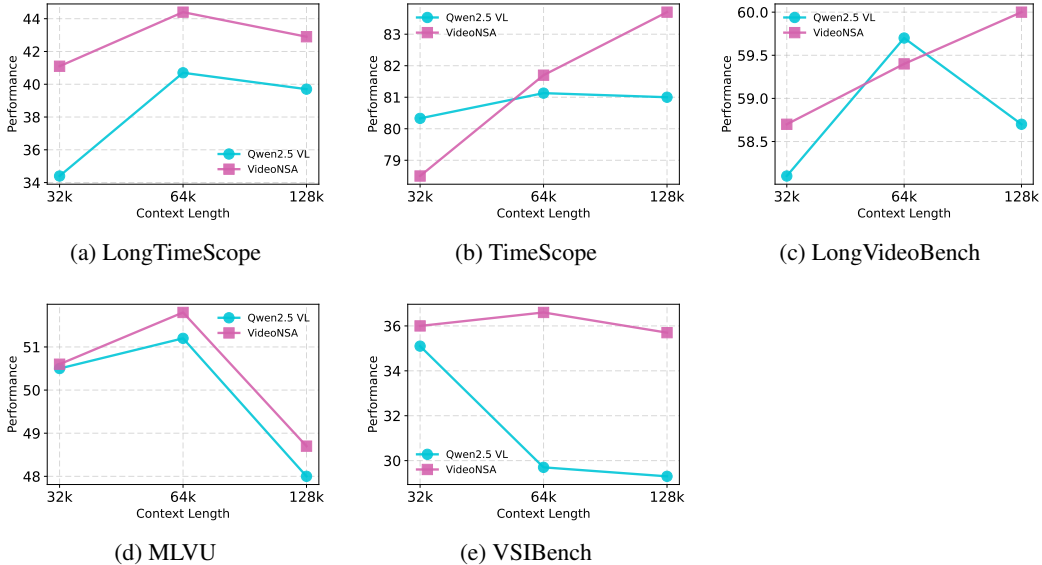 44
42
40
38
36
34
Performance
Qwen2.5 VL
VideoNSA
32k
64k
128k
Context Length
(a) LongTimeScope
83
82
81
80
79
Performance
Qwen2.5 VL
VideoNSA
32k
64k
128k
Context Length
(b) TimeScope
60.0
59.5
59.0
58.5
Performance
Qwen2.5 VL
VideoNSA
32k
64k
128k
Context Length
(c) LongVideoBench
51
50
49
48
Performance
Qwen2.5 VL
VideoNSA
32k
64k
128k
Context Length
(d) MLVU
36
34
32
30
Performance
Qwen2.5 VL
VideoNSA
32k
64k
128k
Context Length
(e) VSIBench